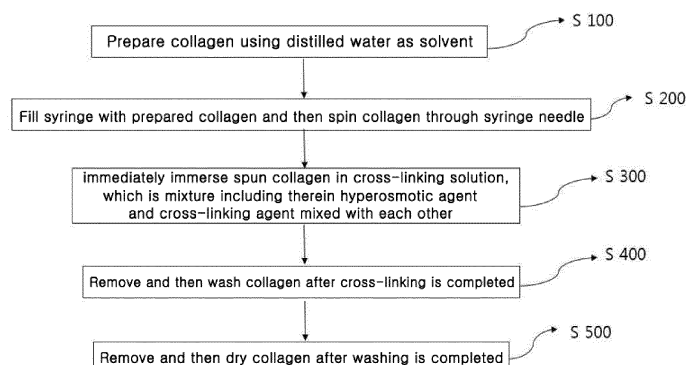 S 100
Prepare collagen using distilled water as solvent
S 200
Fill syringe with prepared collagen and then spin collagen through syringe needle
immediately immerse spun collagen in cross-linking solution,
which is mixture including therein hyperosmotic agent
and cross-linking agent mixed with each other
S 300
S 400
Remove and then wash collagen after cross-linking is completed
S 500
Remove and then dry collagen after washing is completed